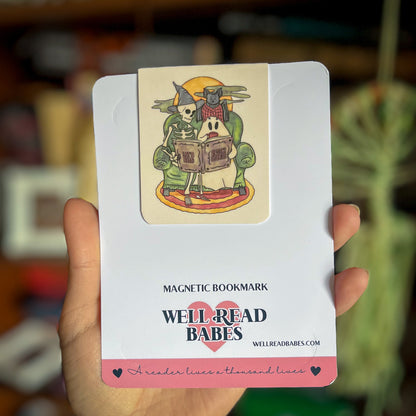 MAGNETIC BOOKMARK
WELL READ
BABES
WELLREADBABES.COM
A reader lives a thousand lives